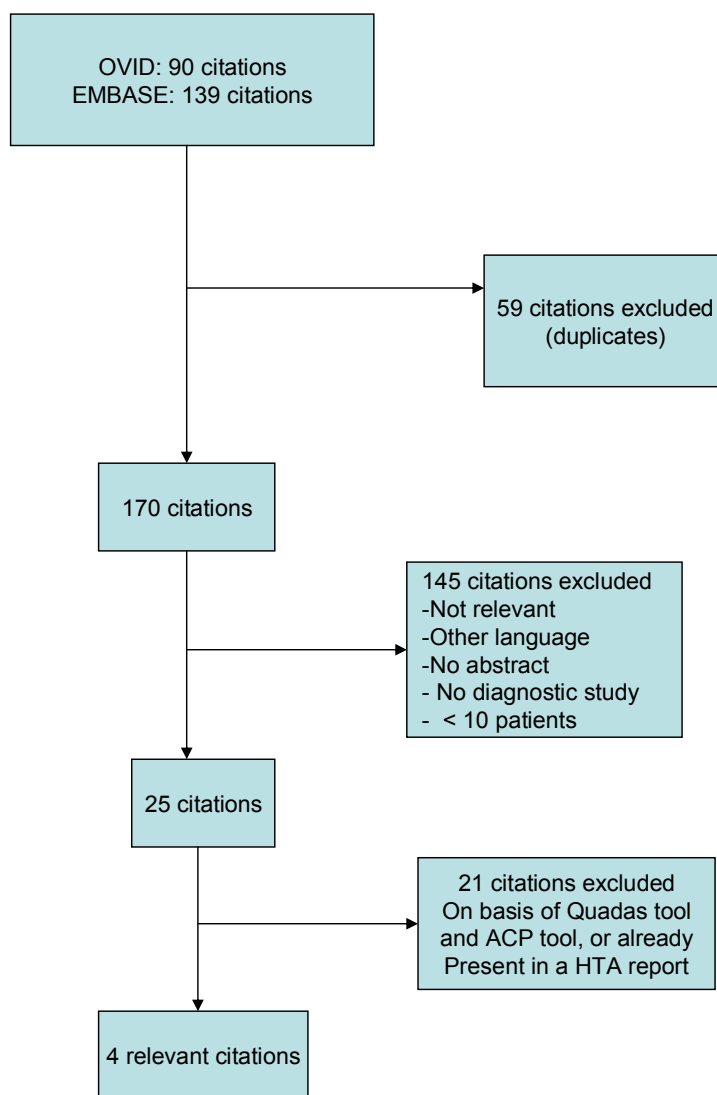 OVID: 90 citations
EMBASE: 139 citations
59 citations excluded
(duplicates)
170 citations
145 citations excluded
-Not relevant
-Other language
-No abstract
- No diagnostic study
- < 10 patients
25 citations
21 citations excluded
On basis of Quadas tool
and ACP tool, or already
Present in a HTA report
4 relevant citations